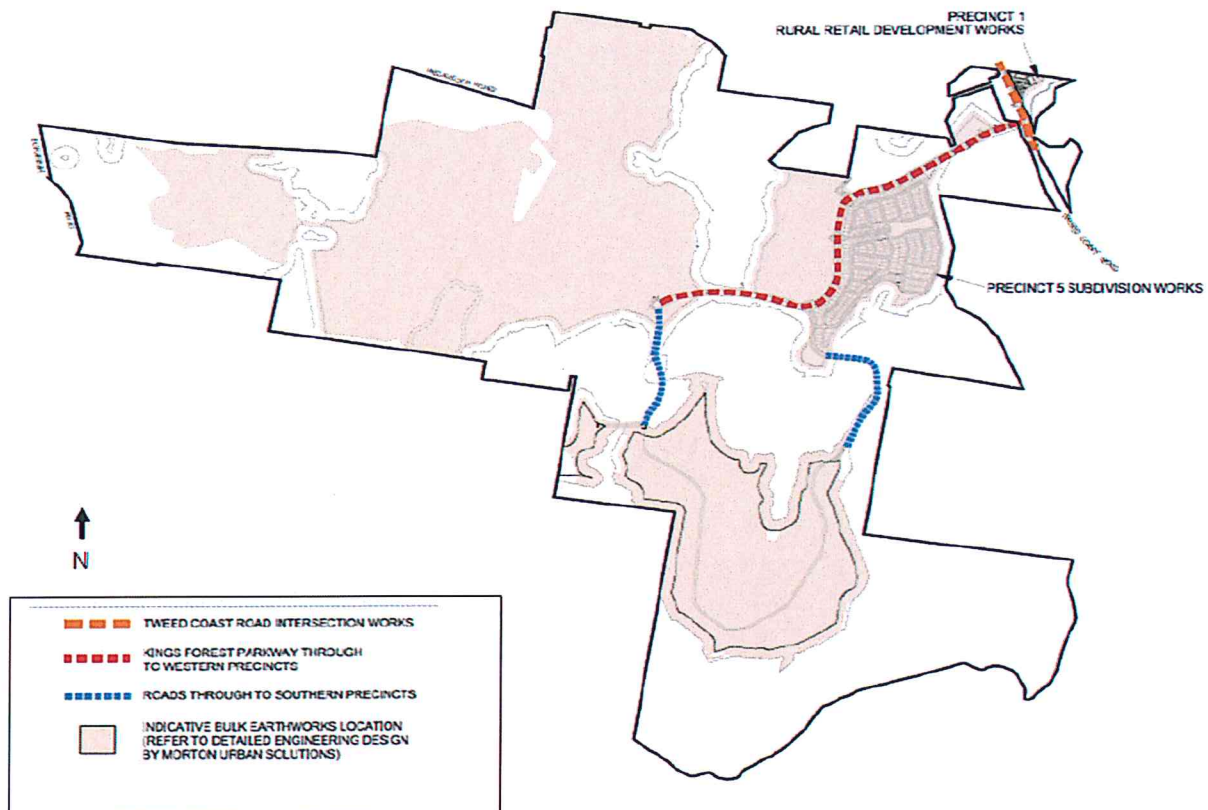 PRECINCT 1
RURAL RETAIL DEVELOPMENT WORKS
PRECINCT 5 SUBDIVISION WORKS
N
TWEED COAST ROAD INTERSECTION WORKS
KINGS FOREST PARKWAY THROUGH
TO WESTERN PRECINCTS
ROADS THROUGH TO SOUTHERN PRECINCTS
INDICATIVE BULK EARTHWORKS LOCATION
(REFER TO DETAILED ENGINEERING DESIGN
BY MORTON URBAN SOLUTIONS)